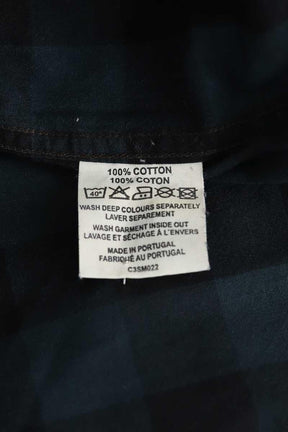 100% COTTON
100% COTON
40°
WASH DEEP COLOURS SEPARATELY
LAVER SEPAREMENT
WASH GARMENT INSIDE OUT
LAVAGE ET SÉCHAGE À L'ENVERS
MADE IN PORTUGAL
FABRIQUÉ AU PORTUGAL
C3SM022